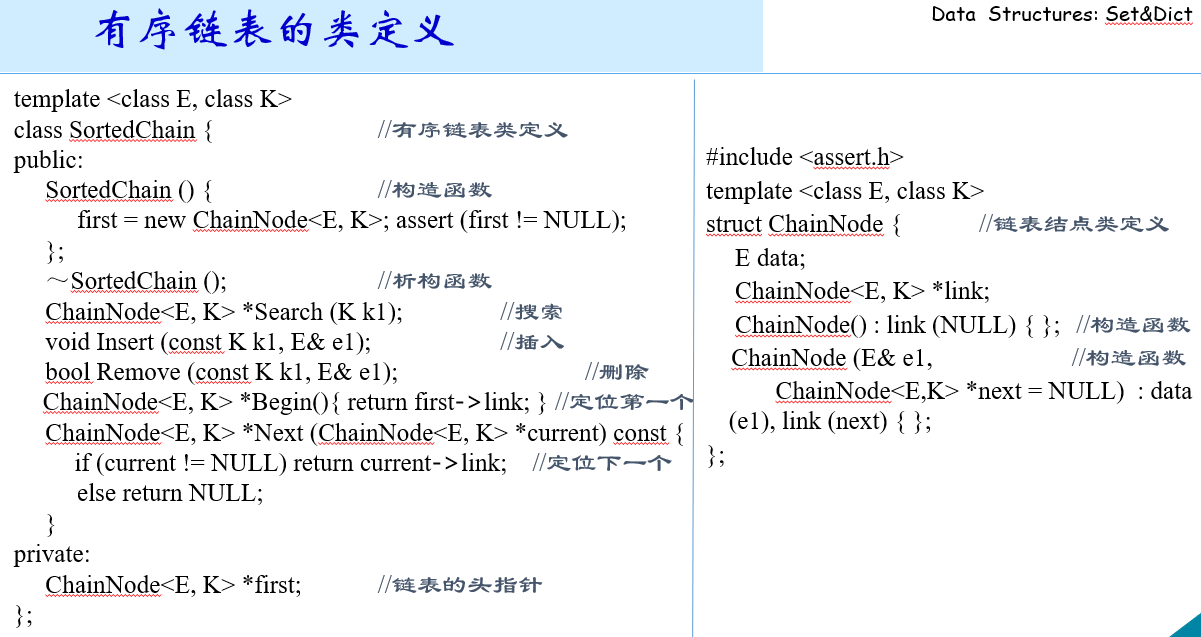 有序链表的类定义
Data Structures: Set&Dict
template <class E, class K>
class SortedChain { //有序链表类定义
public:
SortedChain () { //构造函数
first = new ChainNode<E, K>; assert (first != NULL);
};
～SortedChain (); //析构函数
ChainNode<E, K> *Search (K k1); //搜索
void Insert (const K k1, E& e1); //插入
bool Remove (const K k1, E& e1); //删除
ChainNode<E, K> *Begin(){ return first->link; } //定位第一个
ChainNode<E, K> *Next (ChainNode<E, K> *current) const {
if (current != NULL) return current->link; //定位下一个
else return NULL;
}
private:
ChainNode<E, K> *first; //链表的头指针
};
#include <assert.h>
template <class E, class K>
struct ChainNode { //链表结点类定义
E data;
ChainNode<E, K> *link;
ChainNode() : link (NULL) { }; //构造函数
ChainNode (E& e1, //构造函数
ChainNode<E,K> *next = NULL) : data
(e1), link (next) { };
};